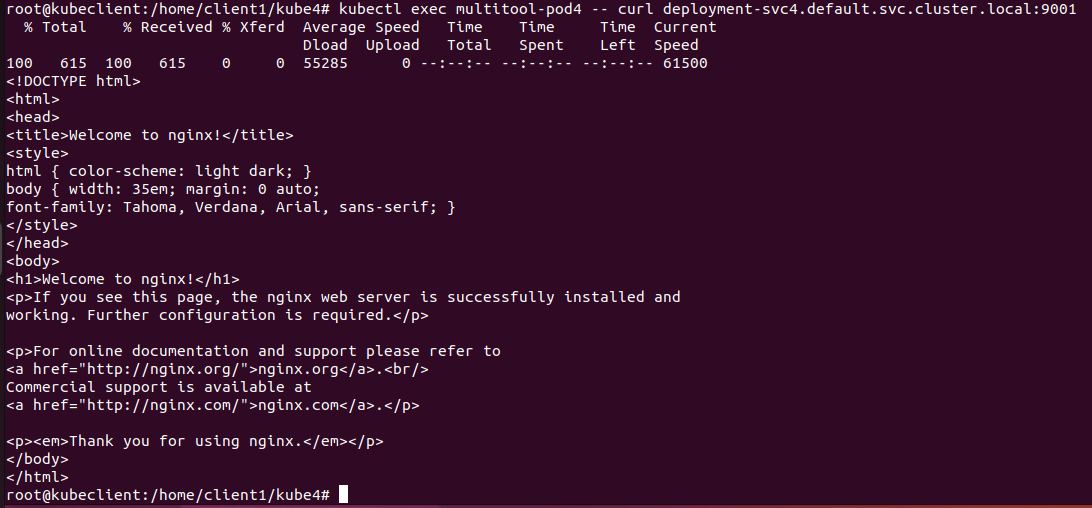 root@kubeclient:/home/client1/kube4# kubectl exec multitool-pod4 -- curl deployment-svc4.default.svc.cluster.local:9001
  % Total    % Received % Xferd  Average Speed   Time    Time     Time  Current
                                 Dload  Upload   Total   Spent    Left  Speed
100   615  100   615    0     0  55285      0 --:--:-- --:--:-- --:--:-- 61500
<!DOCTYPE html>
<html>
<head>
<title>Welcome to nginx!</title>
<style>
html { color-scheme: light dark; }
body { width: 35em; margin: 0 auto;
font-family: Tahoma, Verdana, Arial, sans-serif; }
</style>
</head>
<body>
<h1>Welcome to nginx!</h1>
<p>If you see this page, the nginx web server is successfully installed and
working. Further configuration is required.</p>

<p>For online documentation and support please refer to
<a href="http://nginx.org/">nginx.org</a>.<br/>
Commercial support is available at
<a href="http://nginx.com/">nginx.com</a>.</p>

<p><em>Thank you for using nginx.</em></p>
</body>
</html>
root@kubeclient:/home/client1/kube4#